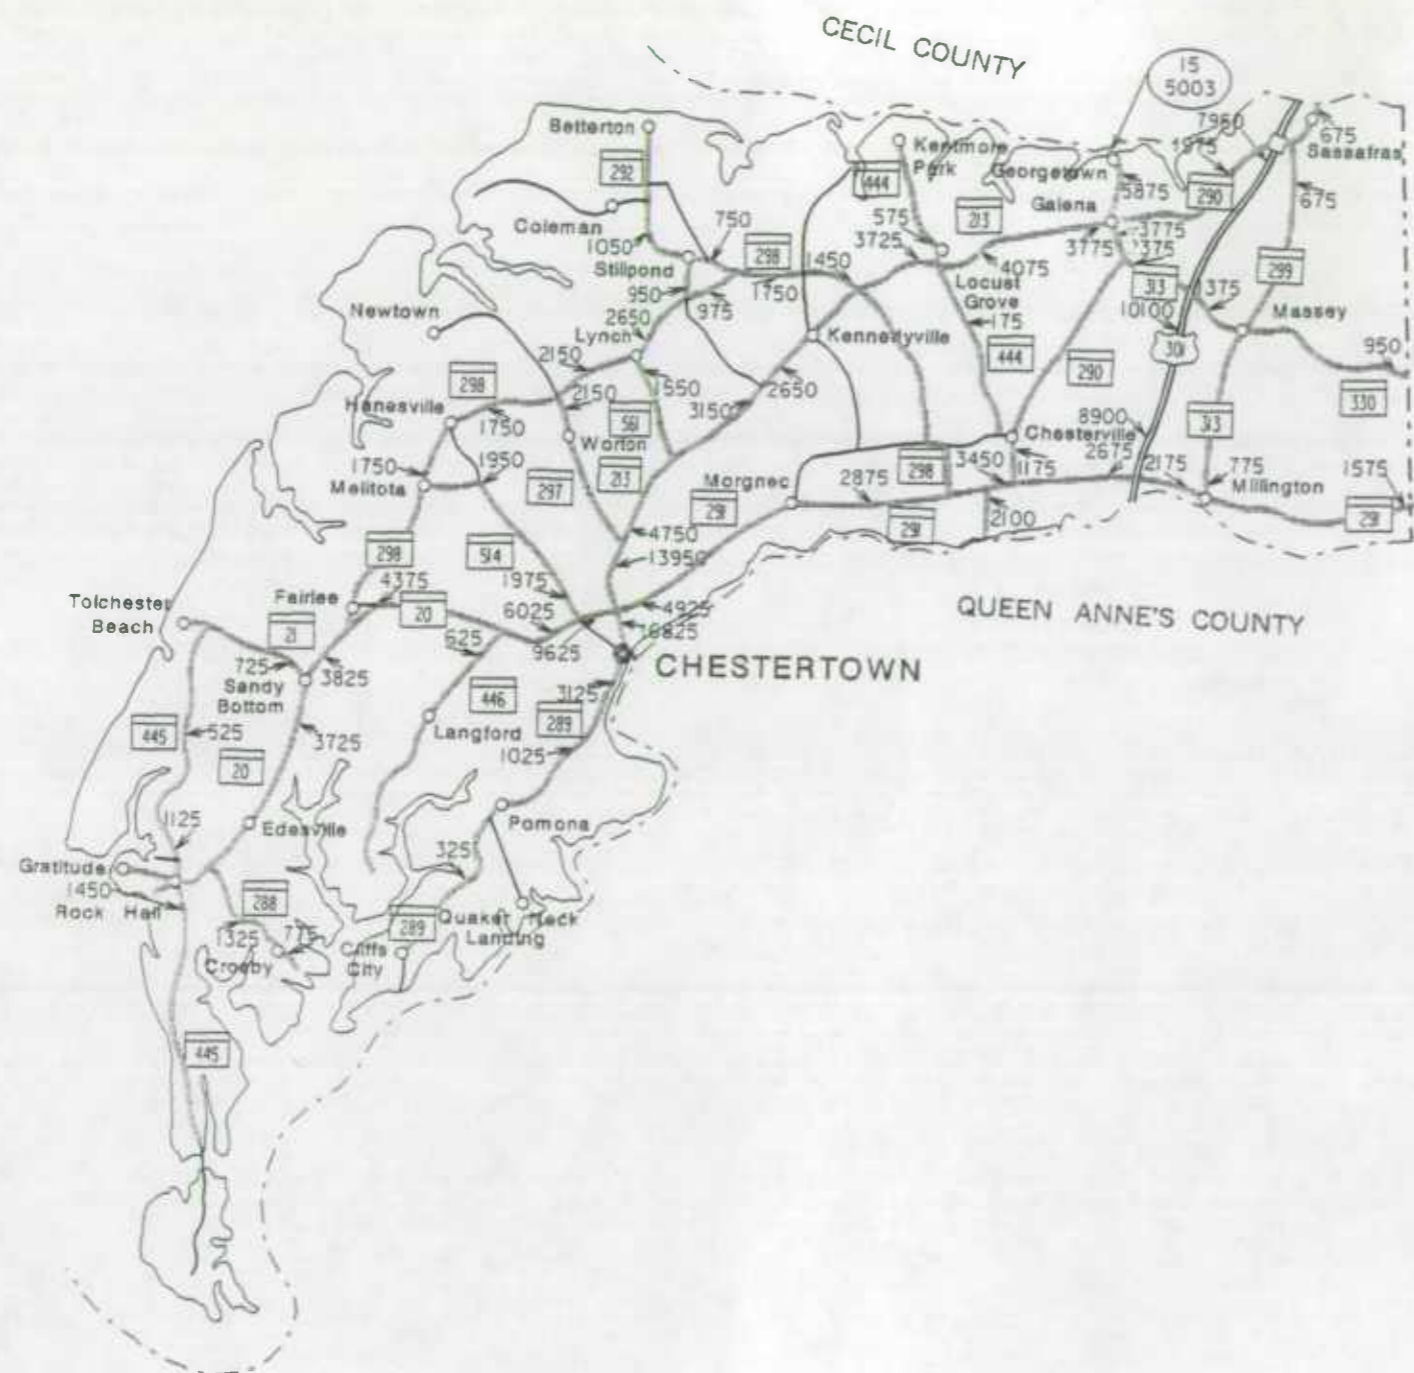 CECIL COUNTY
15
5003
7960
675
Betterton
Kentmore
Park
1975
Sassafras
292
444
Georgetown
5875
290
675
Galena
Coleman
750
575
213
3775
1050
3725
3775
375
Stillpond
298
1450
4075
299
950
975
1750
Locust
Grove
313
375
Newtown
2650
175
10100
Massey
Lynch
Kennedyville
301
2150
444
950
298
1550
2650
290
330
2150
Hanesville
561
3150
8900
313
1750
Worton
Chesterville
2675
1750
1950
213
298
3450
1175
2175
775
1575
Melitota
297
Morgnec
2875
Millington
291
291
2100
291
4750
298
514
13950
4375
1975
Tolchester
Beach
Fairlee
20
6025
4925
QUEEN ANNE'S COUNTY
21
625
9625
16825
725
3825
CHESTERTOWN
Sandy
Bottom
446
3125
445
525
289
3725
Langford
1025
20
1125
Edesville
Pomona
325
Gratitude
1450
288
Rock Hall
289
Quaker Neck
Landing
1325
775
Cliffs
City
Crosby
445